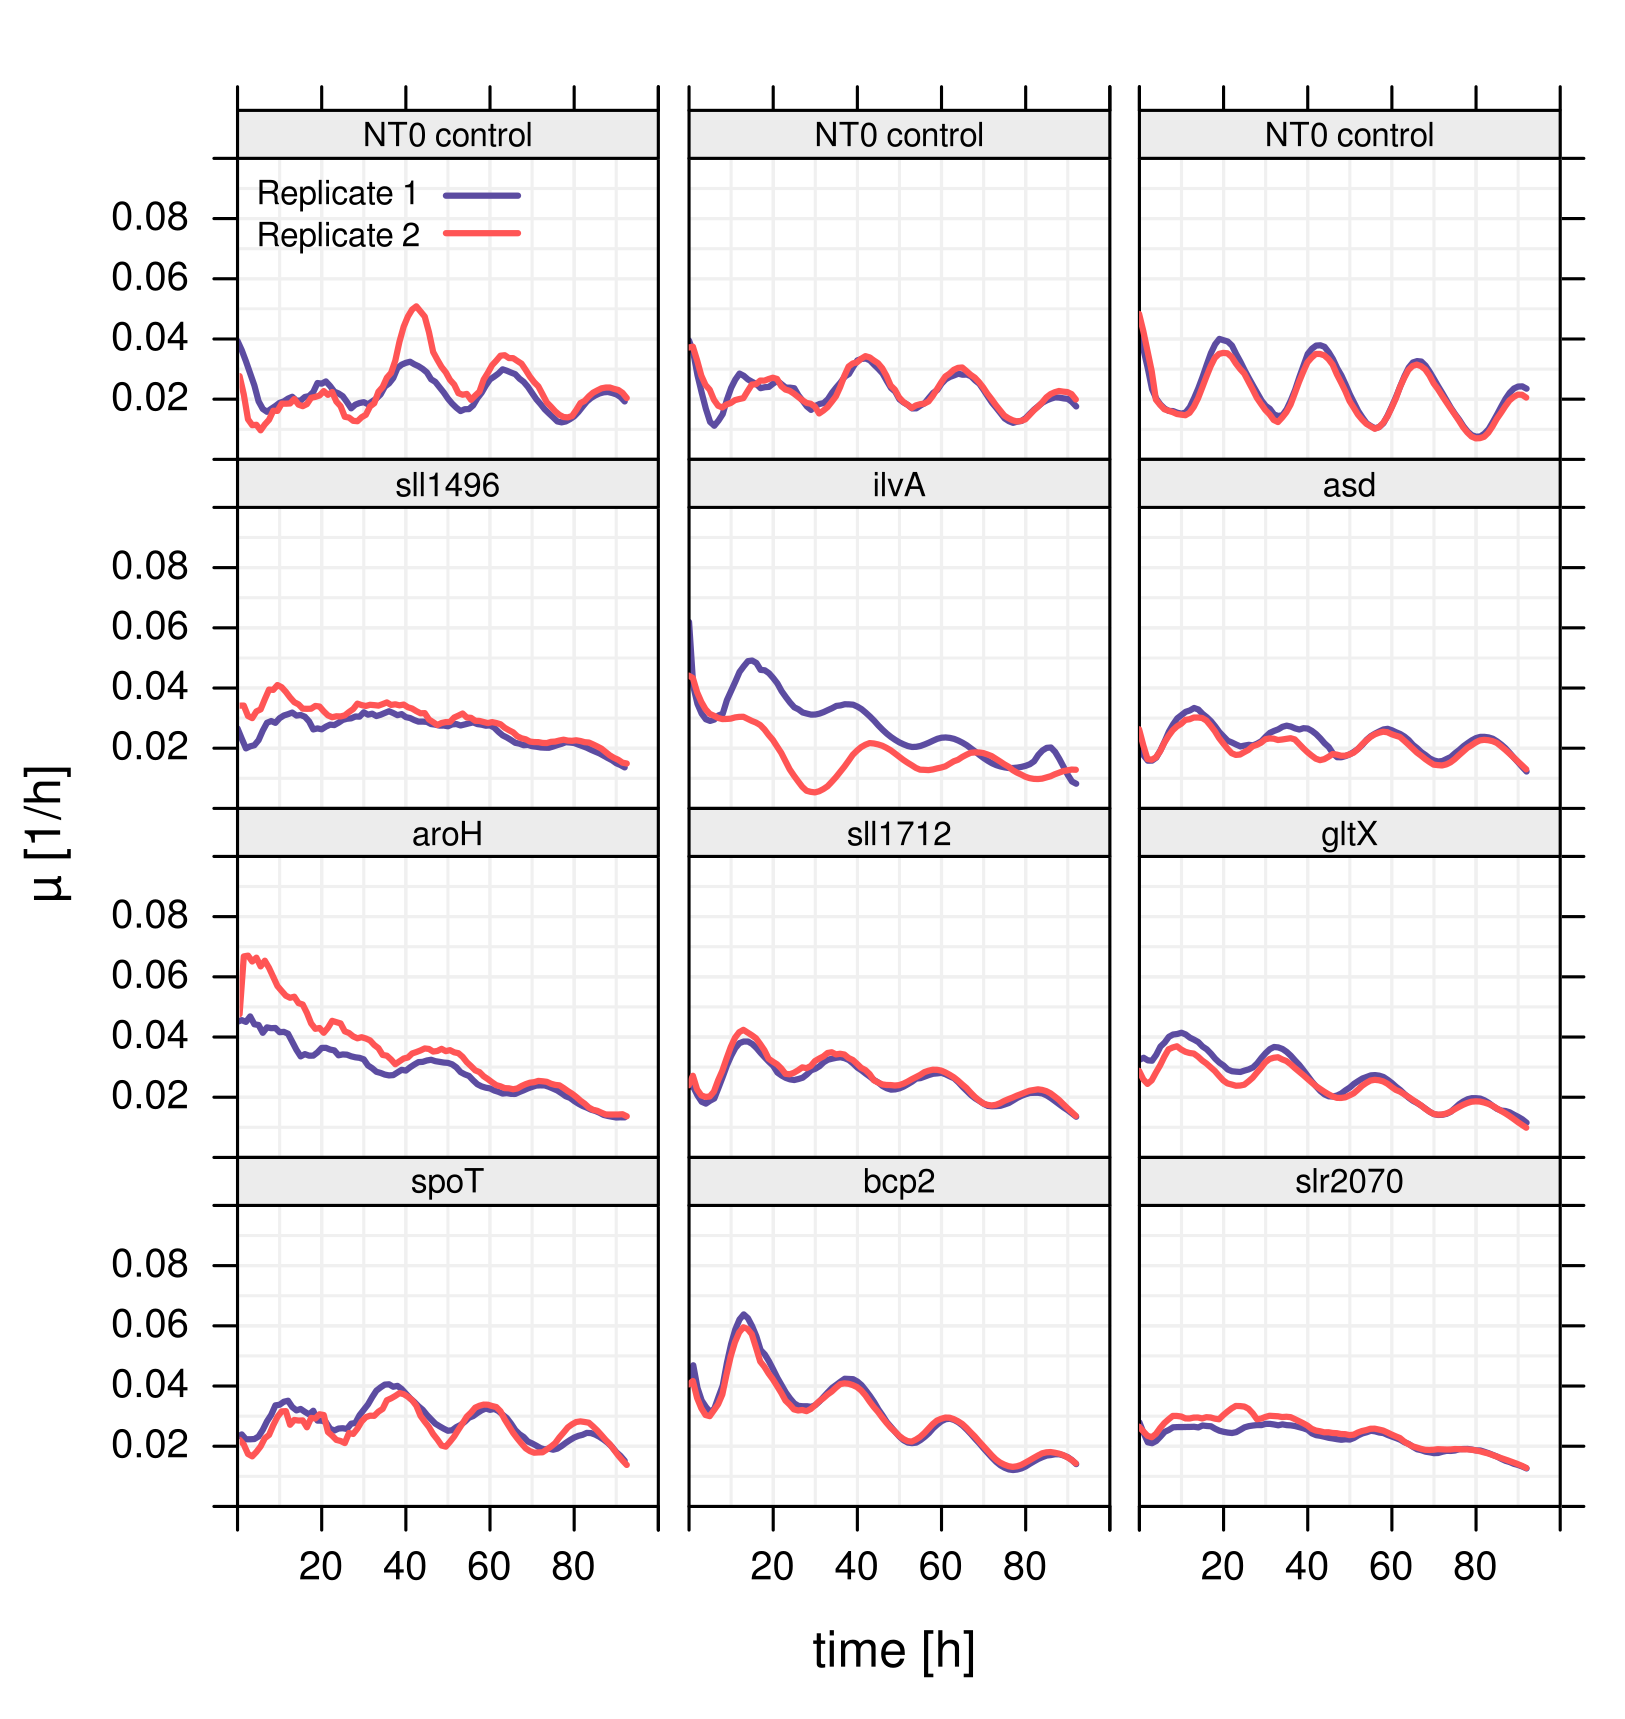 NT0 control NT0 control NT0 control
Replicate 1
Replicate 2
0.08
0.06
0.04
0.02
sll1496 ilvA asd
0.08
0.06
0.04
0.02
µ [1/h]
aroH sll1712 gltX
0.08
0.06
0.04
0.02
spoT bcp2 slr2070
0.08
0.06
0.04
0.02
20 40 60 80 20 40 60 80 20 40 60 80
time [h]